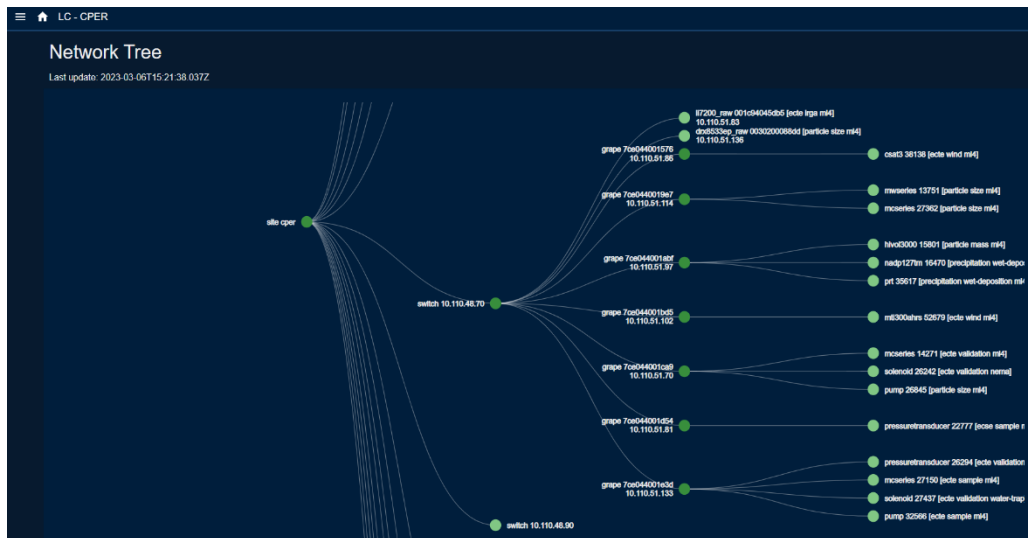 LC - CPER
Network Tree
Last update: 2023-03-06T15:21:38.037Z
li7200_raw 001c94045db5 [ecte irga ml4]
10.110.51.83
drx8533ep_raw 0030200088dd [particle size ml4]
10.110.51.136
grape 7ce044001576
10.110.51.66
csat3 38138 [ecte wind ml4]
grape 7ce0440019e7
10.110.51.114
mwseries 13751 [particle size ml4]
mcseries 27362 [particle size ml4]
site cper
grape 7ce044001abf
10.110.51.97
hivol3000 15801 [particle mass ml4]
nadp127tm 16470 [precipitation wet-depos
prt 35617 [precipitation wet-deposition ml4
switch 10.110.48.70
grape 7ce044001bd5
10.110.51.102
mti300ahrs 52679 [ecte wind ml4]
grape 7ce044001ca9
10.110.51.70
mcseries 14271 [ecte validation ml4]
solenoid 26242 [ecte validation nema]
pump 26845 [particle size ml4]
grape 7ce044001d54
10.110.51.81
pressuretransducer 22777 [ecse sample m
grape 7ce044001e3d
10.110.51.133
pressuretransducer 26294 [ecte validation
mcseries 27150 [ecte sample ml4]
solenoid 27437 [ecte validation water-trap
pump 32566 [ecte sample ml4]
switch 10.110.48.90